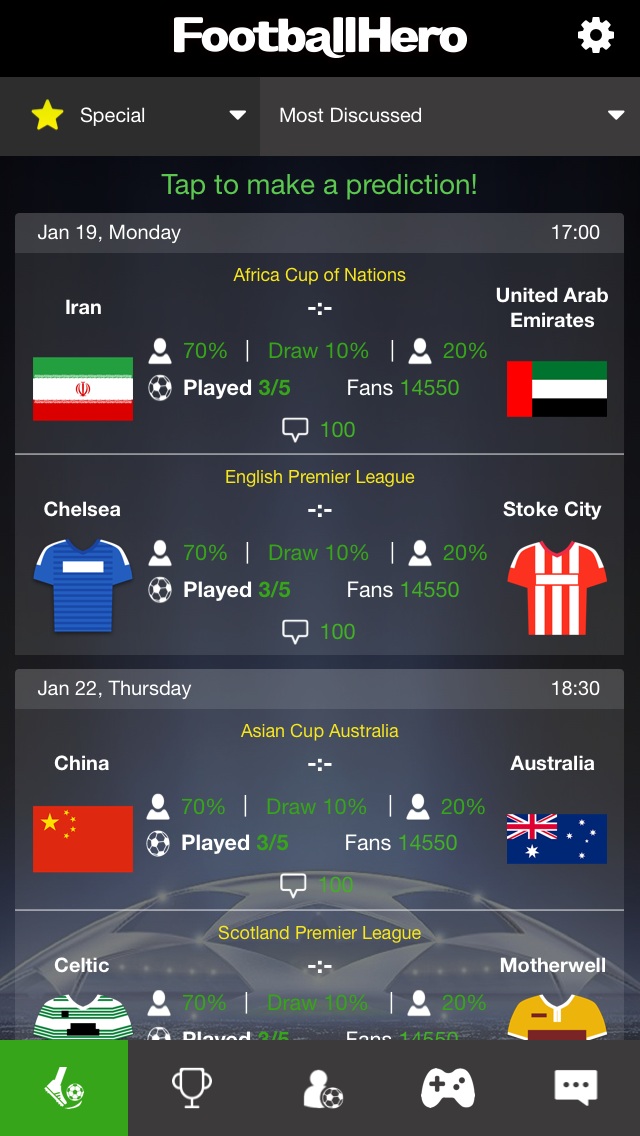 FootballHero
Special
Most Discussed
Tap to make a prediction!
Jan 19, Monday 17:00
Africa Cup of Nations
Iran -:- United Arab Emirates
70% | Draw 10% | 20%
Played 3/5 Fans 14550
100
English Premier League
Chelsea -:- Stoke City
70% | Draw 10% | 20%
Played 3/5 Fans 14550
100
Jan 22, Thursday 18:30
Asian Cup Australia
China -:- Australia
70% | Draw 10% | 20%
Played 3/5 Fans 14550
100
Scotland Premier League
Celtic -:- Motherwell
70% | Draw 10% | 20%
Played 3/5 Fans 14550